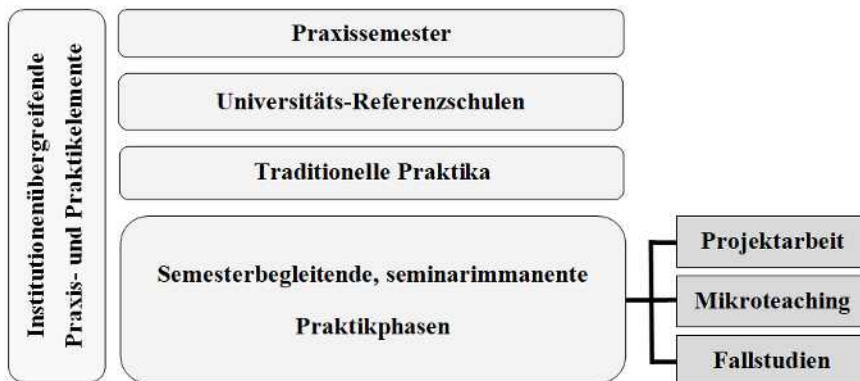 Institutionenübergreifende
Praxis- und Praktikelemente
Praxissemester
Universitäts-Referenzschulen
Traditionelle Praktika
Semesterbegleitende, seminarimmanente
Praktikphasen
Projektarbeit
Mikroteaching
Fallstudien